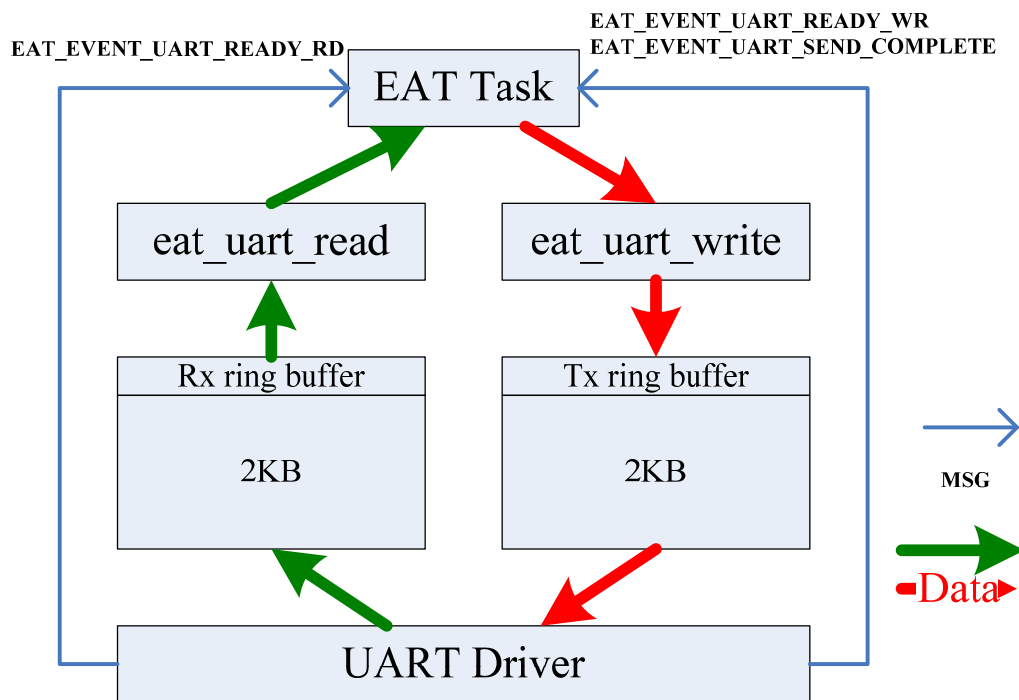 EAT_EVENT_UART_READY_RD
EAT_EVENT_UART_READY_WR
EAT_EVENT_UART_SEND_COMPLETE
EAT Task
eat_uart_read
eat_uart_write
Rx ring buffer
Tx ring buffer
2KB
2KB
MSG
Data
UART Driver